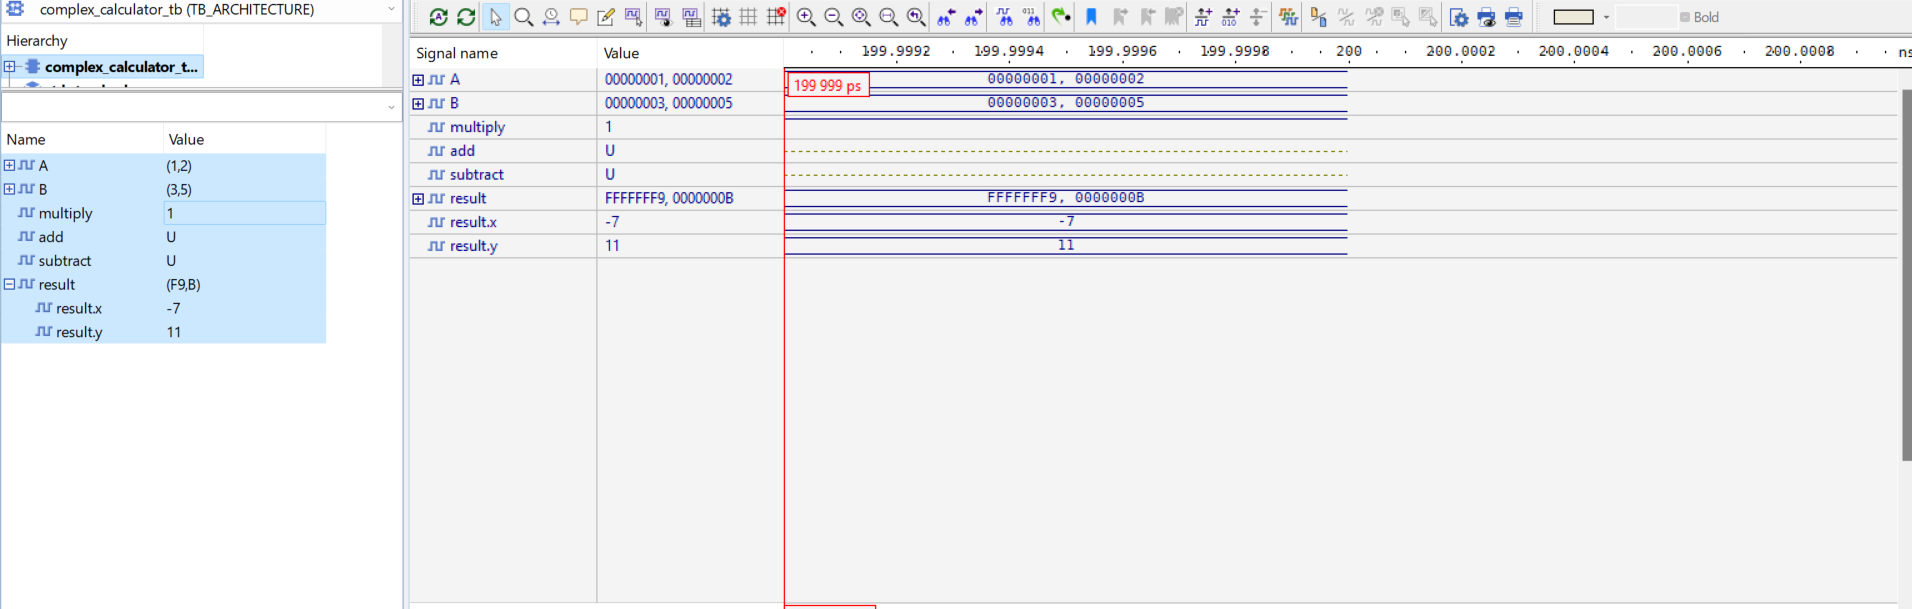 complex_calculator_tb (TB_ARCHITECTURE)
Hierarchy
complex_calculator_t...
Name Value
A (1,2)
B (3,5)
multiply 1
add U
subtract U
result (F9,B)
result.x -7
result.y 11
Bold
Signal name Value 199.9992 199.9994 199.9996 199.9998 200 200.0002 200.0004 200.0006 200.0008 ns
A 00000001, 00000002 00000001, 00000002
199 999 ps
B 00000003, 00000005 00000003, 00000005
multiply 1
add U
subtract U
result FFFFFFF9, 0000000B FFFFFFF9, 0000000B
result.x -7 -7
result.y 11 11